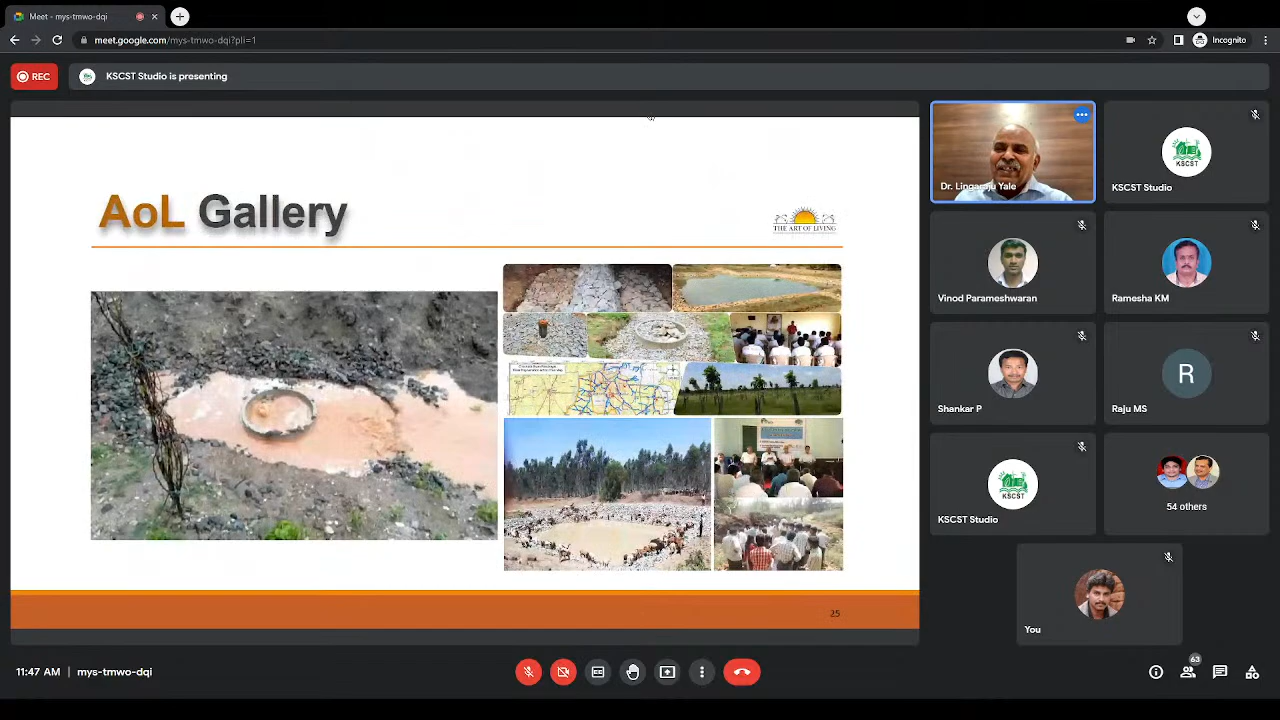 Meet - mys-tmwo-dqi
meet.google.com/mys-tmwo-dqi?pli=1
Incognito
REC
KSCST Studio is presenting
AoL Gallery
THE ART OF LIVING
25
Dr. Lingaraju Yale
KSCST
KSCST Studio
Vinod Parameshwaran
Ramesha KM
Shankar P
R
Raju MS
KSCST
KSCST Studio
54 others
You
11:47 AM | mys-tmwo-dqi
63